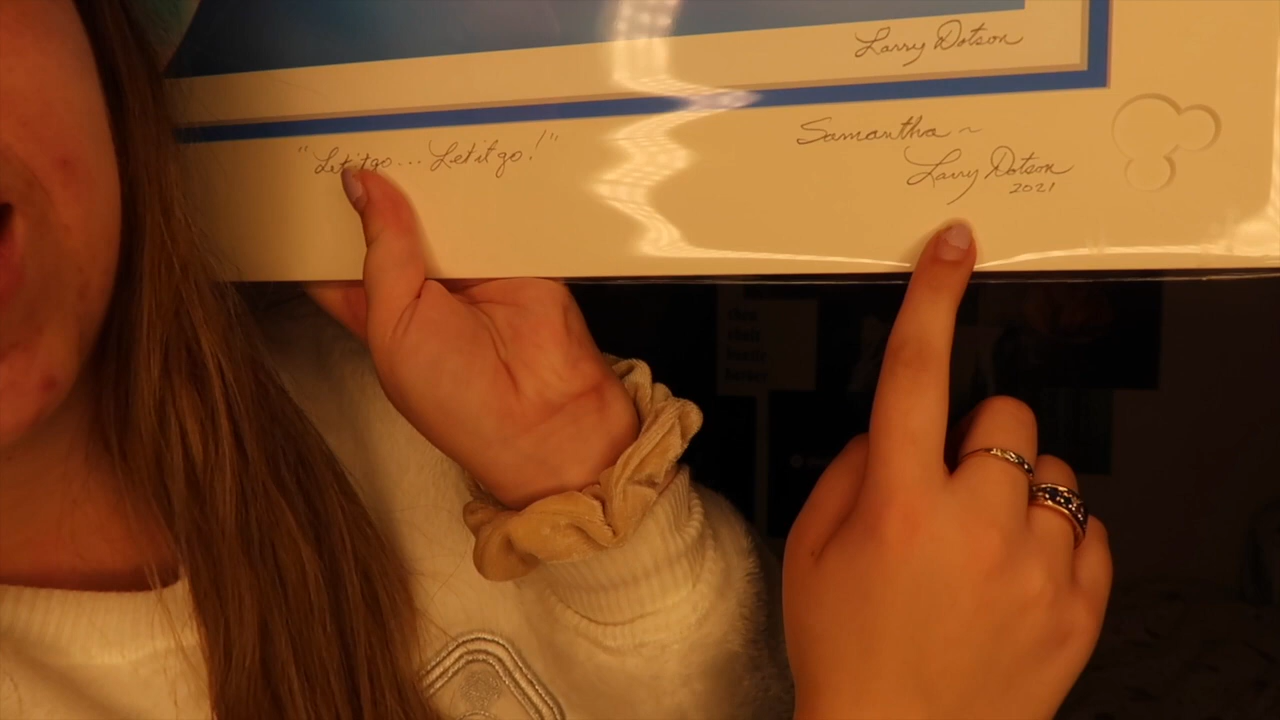 Larry Dotson
"Let it go... Let it go!"
Samantha ~
Larry Dotson
2021